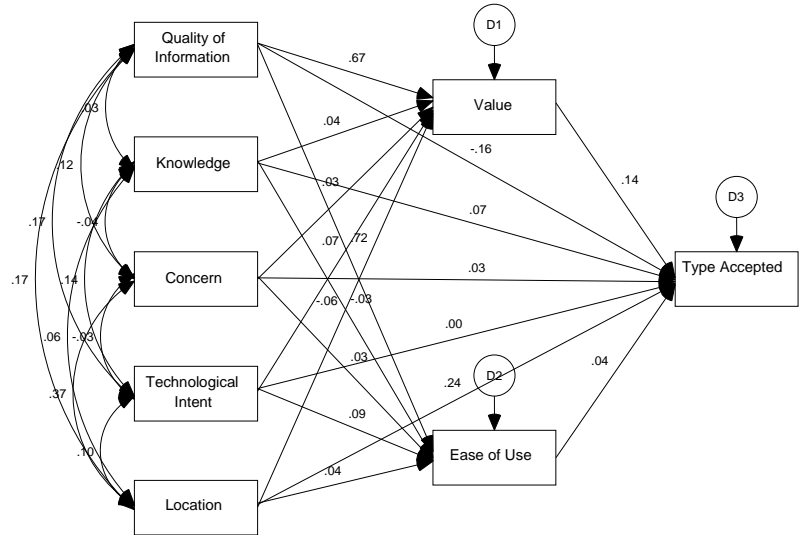 D1
Quality of
Information
.67
Value
.03
.04
-.16
Knowledge
.12
.03
.14
D3
.17
-.04
.07
.07
.72
Type Accepted
.17
.14
Concern
.03
-.06
-.03
.06
-.03
.00
.03
D2
.04
.37
Technological
Intent
.24
.09
.10
.04
Ease of Use
Location